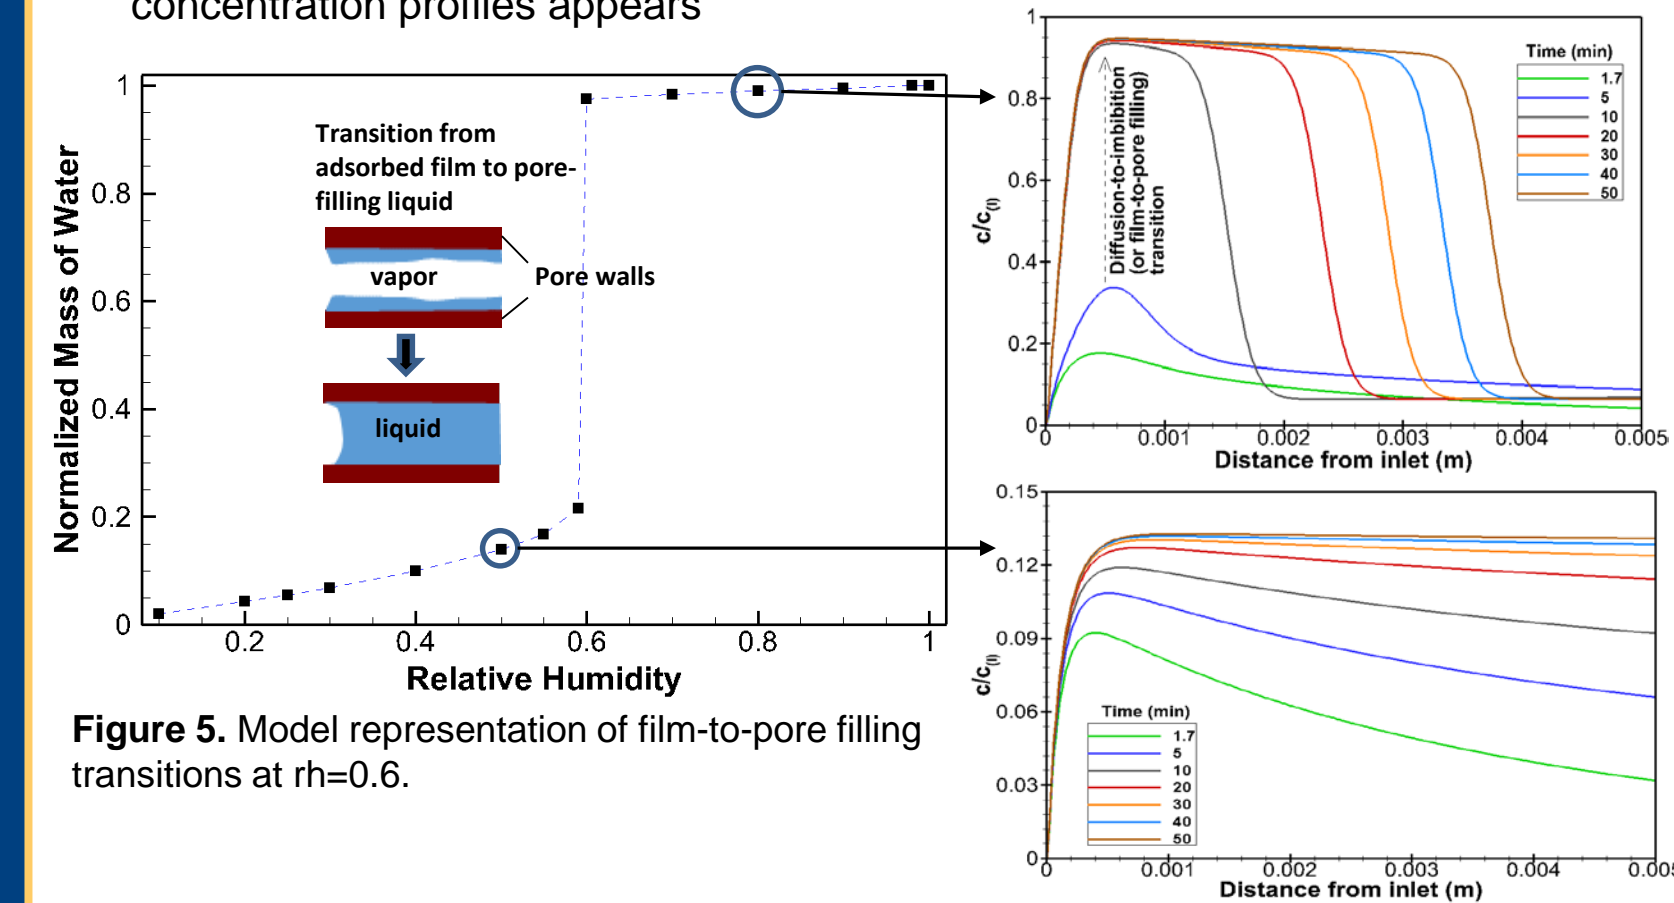 concentration profiles appears
Normalized Mass of Water
1
0.8
0.6
0.4
0.2
0
0.2
0.4
0.6
0.8
1
Relative Humidity
Transition from
adsorbed film to pore-
filling liquid
vapor
Pore walls
liquid
Figure 5. Model representation of film-to-pore filling
transitions at rh=0.6.
c/c(l)
1
0.8
0.6
0.4
0.2
0
0
0.001
0.002
0.003
0.004
0.005
Distance from inlet (m)
Diffusion-to-imbibition
(or film-to-pore filling)
transition
Time (min)
1.7
5
10
20
30
40
50
c/c(l)
0.15
0.12
0.09
0.06
0.03
0
0
0.001
0.002
0.003
0.004
0.005
Distance from inlet (m)
Time (min)
1.7
5
10
20
30
40
50